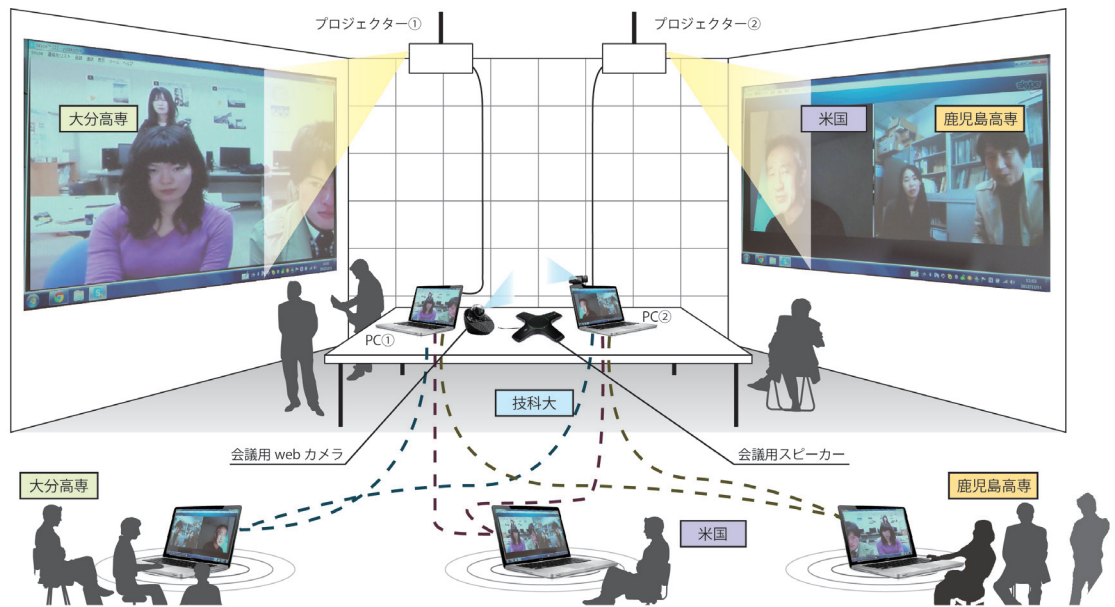 プロジェクター①
プロジェクター②
大分高専
米国
鹿児島高専
PC①
PC②
技科大
会議用 web カメラ
会議用スピーカー
大分高専
鹿児島高専
米国